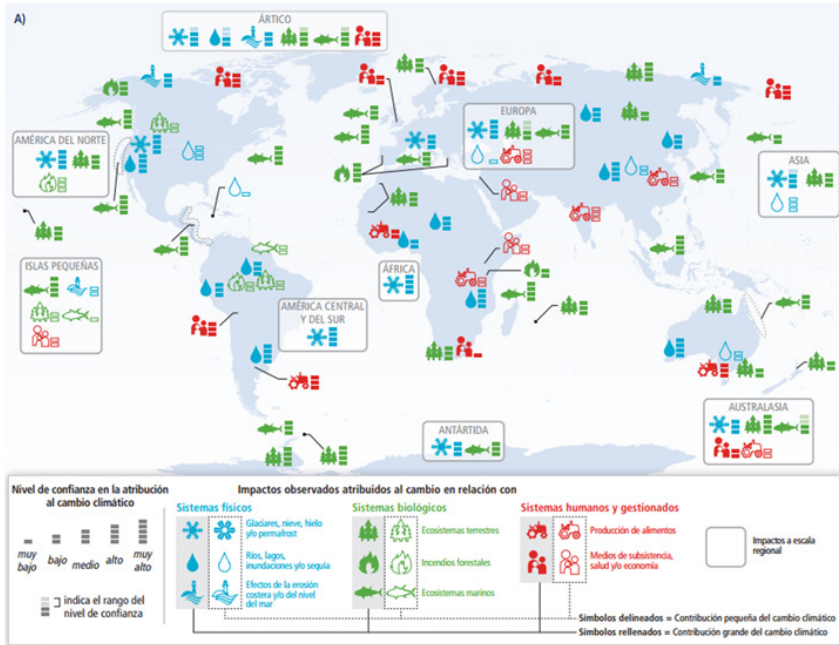 A)
ÁRTICO
EUROPA
AMÉRICA DEL NORTE
ASIA
ISLAS PEQUEÑAS
ÁFRICA
AMÉRICA CENTRAL
Y DEL SUR
ANTÁRTIDA
AUSTRALASIA
Nivel de confianza en la atribución
al cambio climático
muy
bajo
bajo
medio
alto
muy
alto
indica el rango del
nivel de confianza
Impactos observados atribuidos al cambio en relación con
Sistemas físicos
Glaciares, nieve, hielo
y/o permafrost
Ríos, lagos,
inundaciones y/o sequía
Efectos de la erosión
costera y/o del nivel
del mar
Sistemas biológicos
Ecosistemas terrestres
Incendios forestales
Ecosistemas marinos
Sistemas humanos y gestionados
Producción de alimentos
Medios de subsistencia,
salud y/o economía
Impactos a escala
regional
Símbolos delineados = Contribución pequeña del cambio climático
Símbolos rellenados = Contribución grande del cambio climático